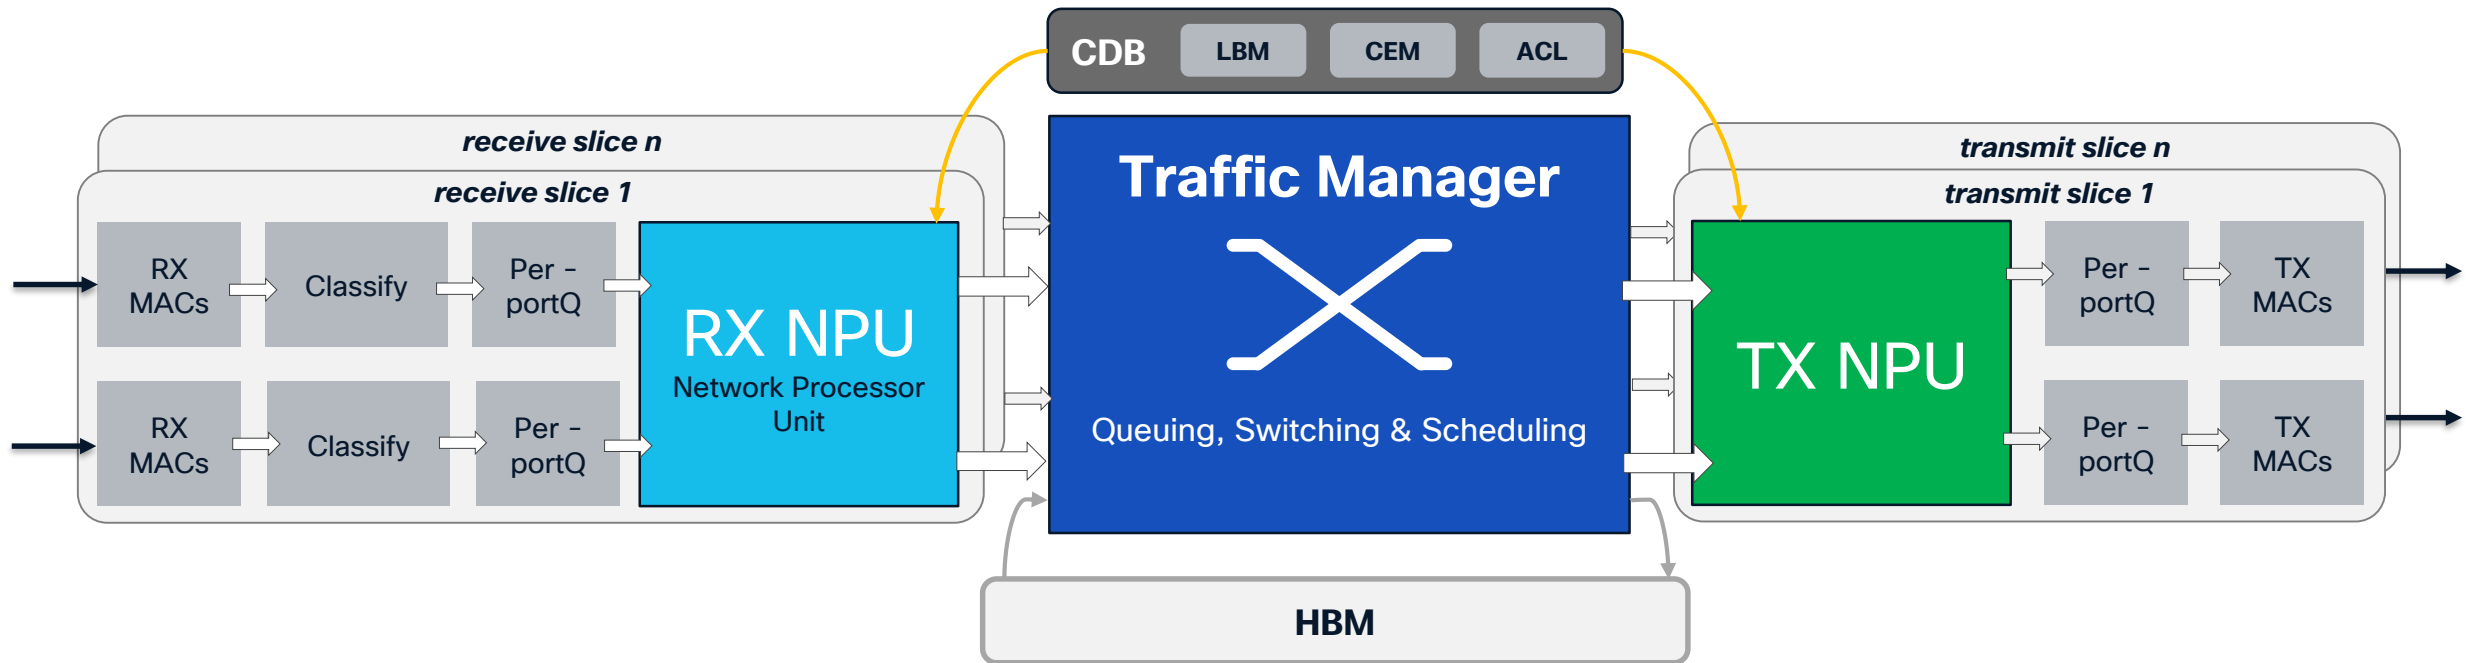 CDB
LBM
CEM
ACL
receive slice n
receive slice 1
RX
MACs
Classify
Per -
portQ
RX
MACs
Classify
Per -
portQ
RX NPU
Network Processor
Unit
Traffic Manager
Queuing, Switching & Scheduling
transmit slice n
transmit slice 1
TX NPU
Per -
portQ
TX
MACs
Per -
portQ
TX
MACs
HBM